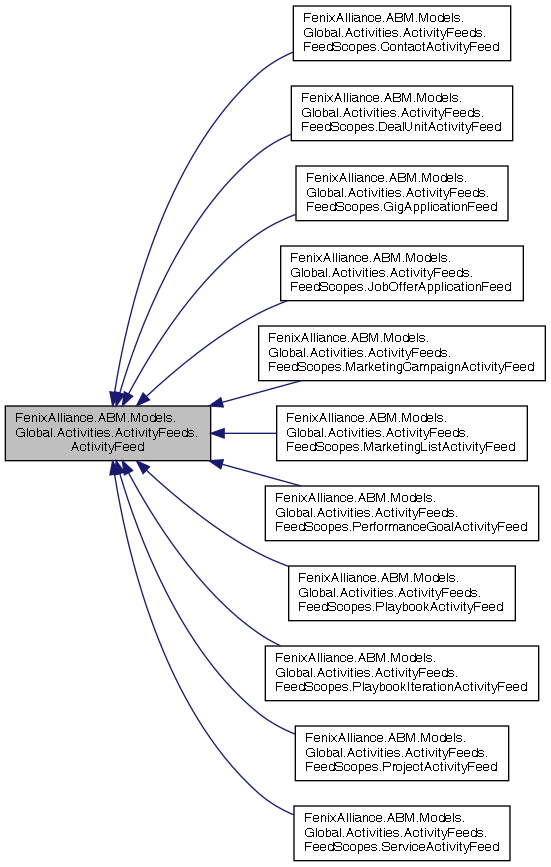 FenixAlliance.ABM.Models.
Global.Activities.ActivityFeeds.
FeedScopes.ContactActivityFeed
FenixAlliance.ABM.Models.
Global.Activities.ActivityFeeds.
FeedScopes.DealUnitActivityFeed
FenixAlliance.ABM.Models.
Global.Activities.ActivityFeeds.
FeedScopes.GigApplicationFeed
FenixAlliance.ABM.Models.
Global.Activities.ActivityFeeds.
FeedScopes.JobOfferApplicationFeed
FenixAlliance.ABM.Models.
Global.Activities.ActivityFeeds.
FeedScopes.MarketingCampaignActivityFeed
FenixAlliance.ABM.Models.
Global.Activities.ActivityFeeds.
ActivityFeed
FenixAlliance.ABM.Models.
Global.Activities.ActivityFeeds.
FeedScopes.MarketingListActivityFeed
FenixAlliance.ABM.Models.
Global.Activities.ActivityFeeds.
FeedScopes.PerformanceGoalActivityFeed
FenixAlliance.ABM.Models.
Global.Activities.ActivityFeeds.
FeedScopes.PlaybookActivityFeed
FenixAlliance.ABM.Models.
Global.Activities.ActivityFeeds.
FeedScopes.PlaybookIterationActivityFeed
FenixAlliance.ABM.Models.
Global.Activities.ActivityFeeds.
FeedScopes.ProjectActivityFeed
FenixAlliance.ABM.Models.
Global.Activities.ActivityFeeds.
FeedScopes.ServiceActivityFeed